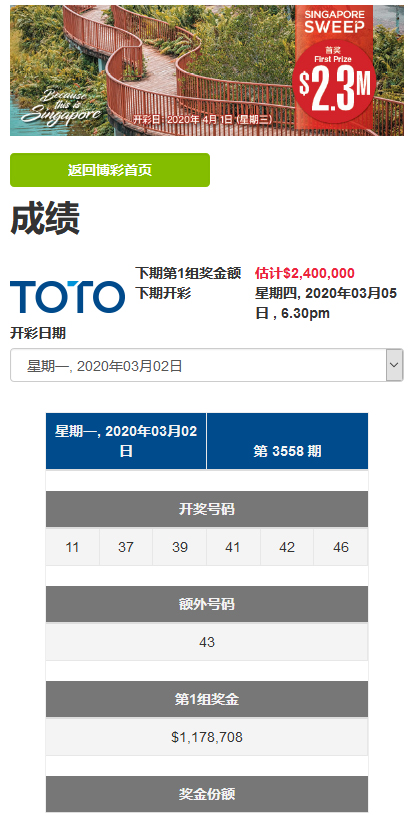 SINGAPORE
SWEEP
首奖
First Prize
$2.3M
Because
this is
Singapore
开彩日: 2020年 4月 1日 (星期三)
返回博彩首页
成绩
TOTO
下期第1组奖金额 估计$2,400,000
下期开彩 星期四, 2020年03月05
日 , 6.30pm
开彩日期
星期一, 2020年03月02日
星期一, 2020年03月02
日
第 3558 期
开奖号码
11 37 39 41 42 46
额外号码
43
第1组奖金
$1,178,708
奖金份额